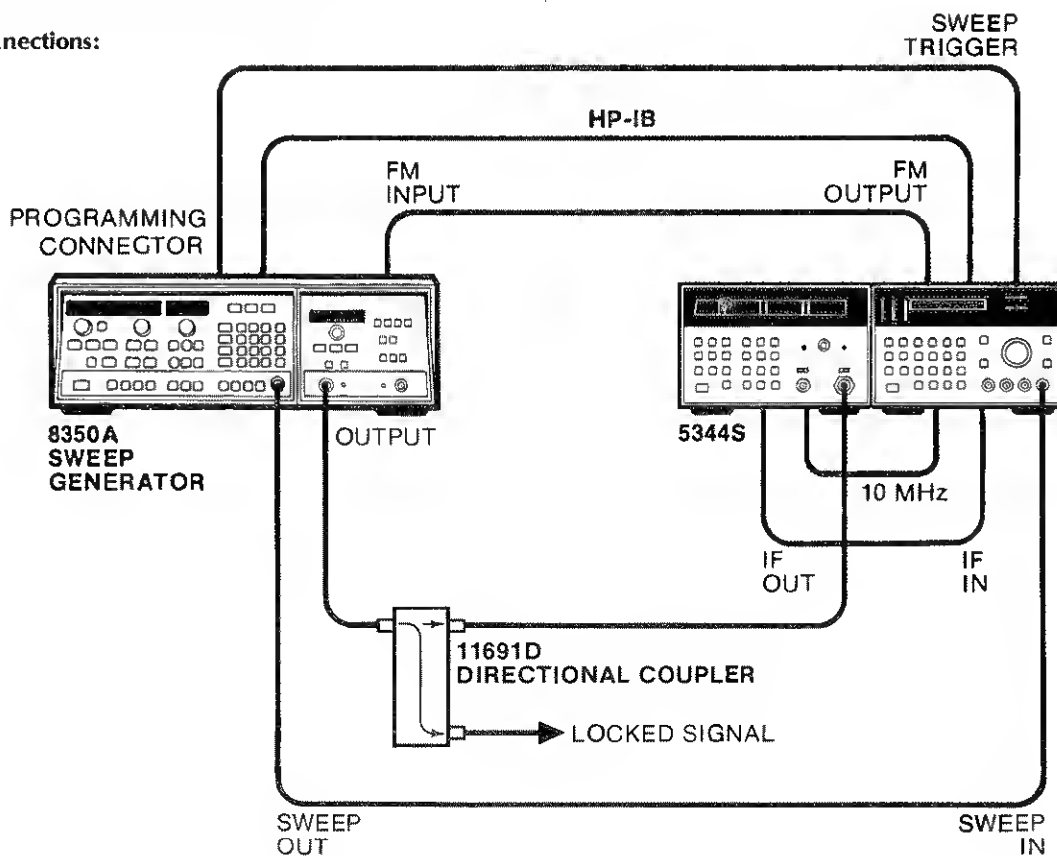 nections:
SWEEP
TRIGGER
HP-IB
FM
INPUT
FM
OUTPUT
PROGRAMMING
CONNECTOR
8350A
SWEEP
GENERATOR
OUTPUT
5344S
10 MHz
IF
OUT
IF
IN
11691D
DIRECTIONAL COUPLER
LOCKED SIGNAL
SWEEP
OUT
SWEEP
IN